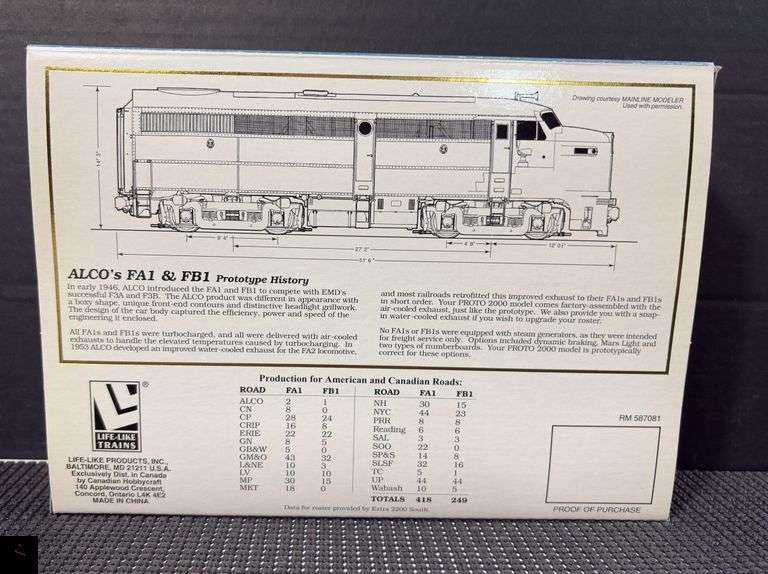 Drawing courtesy MAINLINE MODELER
Used with permission.
14' 3"
9' 4"
27' 2"
4' 8"
51' 6"
ALCO's FA1 & FB1 Prototype History
In early 1946, ALCO introduced the FA1 and FB1 to compete with EMD's
successful F3A and F3B. The ALCO product was different in appearance with
a boxy shape, unique front-end contours and distinctive headlight grillwork.
The design of the car body captured the efficiency, power and speed of the
engineering it enclosed.
All FA1s and FB1s were turbocharged, and all were delivered with air-cooled
exhausts to handle the elevated temperatures caused by turbocharging. In
1953 ALCO developed an improved water-cooled exhaust for the FA2 locomotive,
and most railroads retrofitted this improved exhaust to their FA1s and FB1s
in short order. Your PROTO 2000 model comes factory-assembled with the
air-cooled exhaust, just like the prototype. We also provide you with a snap-
in water-cooled exhaust if you wish to upgrade your roster.
No FA1s or FB1s were equipped with steam generators, as they were intended
for freight service only. Options included dynamic braking, Mars Light and
two types of numberboards. Your PROTO 2000 model is prototypically
correct for these options.
Production for American and Canadian Roads:
ROAD FA1 FB1
ALCO 2 1
CN 8 0
CP 28 24
CRIP 16 8
ERIE 22 22
GN 8 5
GB&W 5 0
GM&O 43 32
L&NE 10 3
LV 10 10
MP 30 15
MKT 18 0
ROAD FA1 FB1
NH 30 15
NYC 44 23
PRR 8 8
Reading 6 6
SAL 3 3
SOO 22 0
SP&S 14 8
SLSF 32 16
TC 5 1
UP 44 44
Wabash 10 5
TOTALS 418 249
Data for roster provided by Extra 2200 South.
LIFE-LIKE
TRAINS
®
LIFE-LIKE PRODUCTS, INC.,
BALTIMORE, MD 21211 U.S.A.
Exclusively Dist. in Canada
by Canadian Hobbycraft
140 Applewood Crescent,
Concord, Ontario L4K 4E2
MADE IN CHINA
RM 587081
PROOF OF PURCHASE